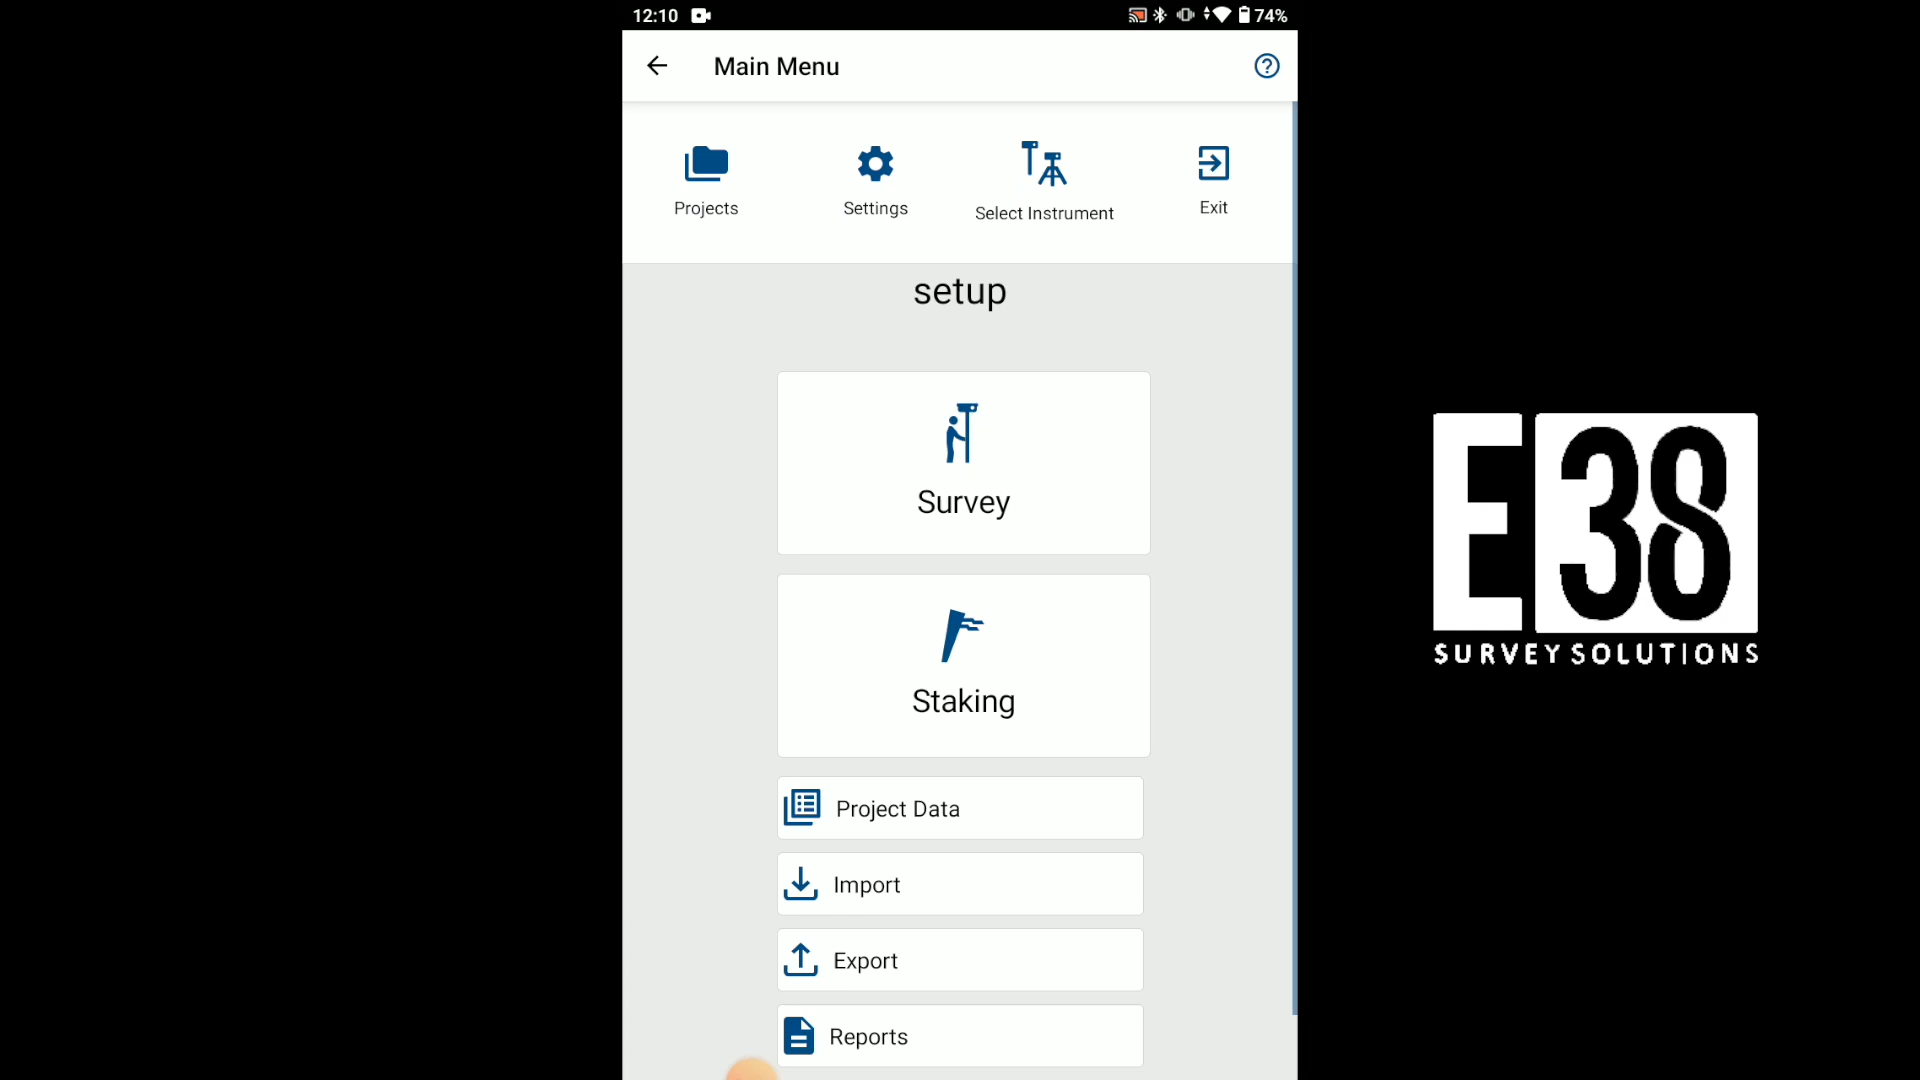 12:10
74%
Main Menu
Projects
Settings
Select Instrument
Exit
setup
Survey
Staking
Project Data
Import
Export
Reports
E38
SURVEY SOLUTIONS